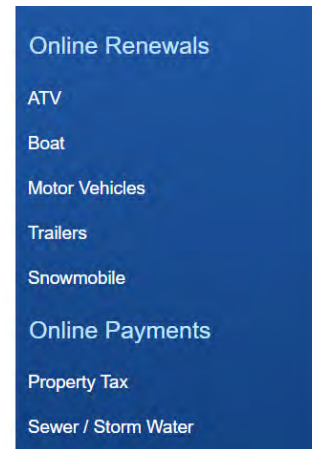 Online Renewals
ATV
Boat
Motor Vehicles
Trailers
Snowmobile
Online Payments
Property Tax
Sewer / Storm Water